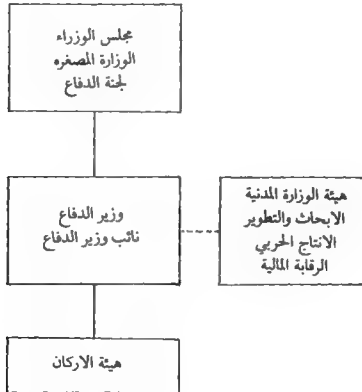 مجلس الوزراء
الوزارة المصغره
لجنة الدفاع
وزير الدفاع
نائب وزير الدفاع
هيئة الوزارة المدنية
الابحاث والتطوير
الانتاج الحربي
الرقابة المالية
هيئة الاركان